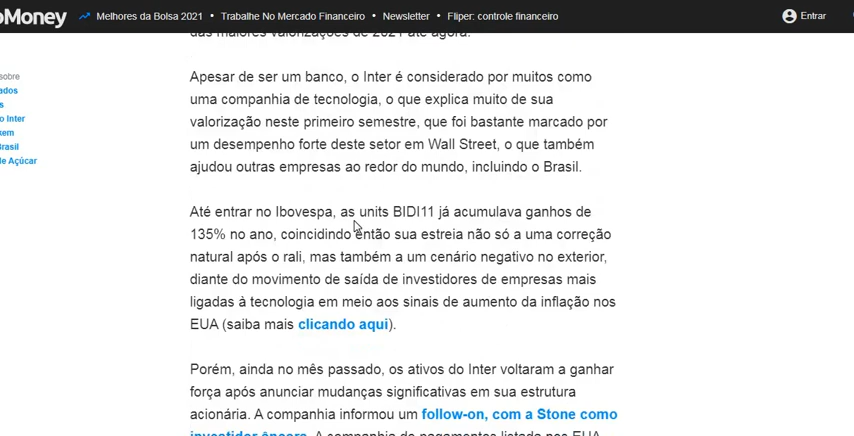 oMoney Melhores da Bolsa 2021 • Trabalhe No Mercado Financeiro • Newsletter • Fliper: controle financeiro Entrar
das maiores valorizações de 2021 até agora.
sobre
ados
s
o Inter
kem
Brasil
de Açúcar
Apesar de ser um banco, o Inter é considerado por muitos como
uma companhia de tecnologia, o que explica muito de sua
valorização neste primeiro semestre, que foi bastante marcado por
um desempenho forte deste setor em Wall Street, o que também
ajudou outras empresas ao redor do mundo, incluindo o Brasil.
Até entrar no Ibovespa, as units BIDI11 já acumulava ganhos de
135% no ano, coincidindo então sua estreia não só a uma correção
natural após o rali, mas também a um cenário negativo no exterior,
diante do movimento de saída de investidores de empresas mais
ligadas à tecnologia em meio aos sinais de aumento da inflação nos
EUA (saiba mais clicando aqui).
Porém, ainda no mês passado, os ativos do Inter voltaram a ganhar
força após anunciar mudanças significativas em sua estrutura
acionária. A companhia informou um follow-on, com a Stone como
investidor âncora. A companhia de pagamentos listada nos EUA